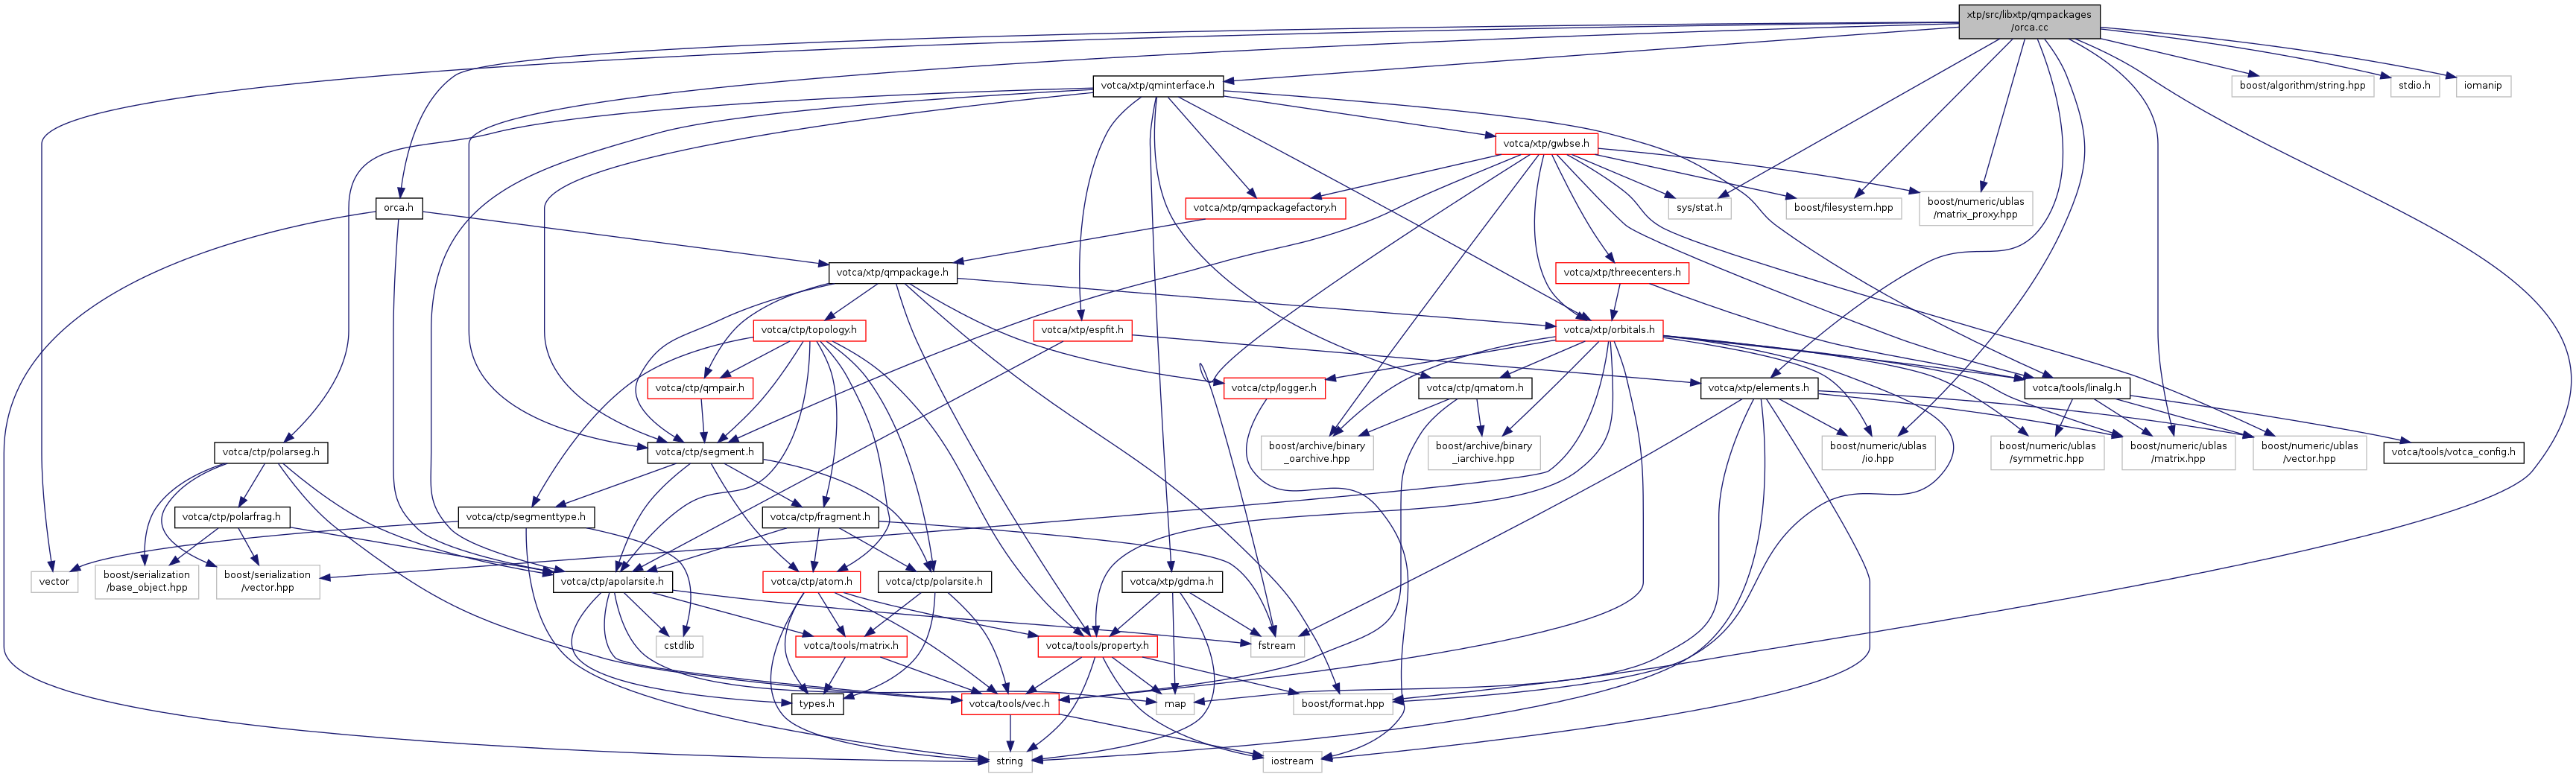 xtp/src/libxtp/qmpackages
/orca.cc
votca/xtp/qminterface.h
boost/algorithm/string.hpp
stdio.h
iomanip
votca/xtp/gwbse.h
orca.h
votca/xtp/qmpackagefactory.h
sys/stat.h
boost/filesystem.hpp
boost/numeric/ublas
/matrix_proxy.hpp
votca/xtp/qmpackage.h
votca/xtp/threecenters.h
votca/ctp/topology.h
votca/xtp/espfit.h
votca/xtp/orbitals.h
votca/ctp/qmpair.h
votca/ctp/logger.h
votca/ctp/qmatom.h
votca/xtp/elements.h
votca/tools/linalg.h
votca/ctp/polarseg.h
votca/ctp/segment.h
boost/archive/binary
_oarchive.hpp
boost/archive/binary
_iarchive.hpp
boost/numeric/ublas
/io.hpp
boost/numeric/ublas
/symmetric.hpp
boost/numeric/ublas
/matrix.hpp
boost/numeric/ublas
/vector.hpp
votca/tools/votca_config.h
votca/ctp/polarfrag.h
votca/ctp/segmenttype.h
votca/ctp/fragment.h
vector
boost/serialization
/base_object.hpp
boost/serialization
/vector.hpp
votca/ctp/apolarsite.h
votca/ctp/atom.h
votca/ctp/polarsite.h
votca/xtp/gdma.h
cstdlib
votca/tools/matrix.h
votca/tools/property.h
fstream
types.h
votca/tools/vec.h
map
boost/format.hpp
string
iostream